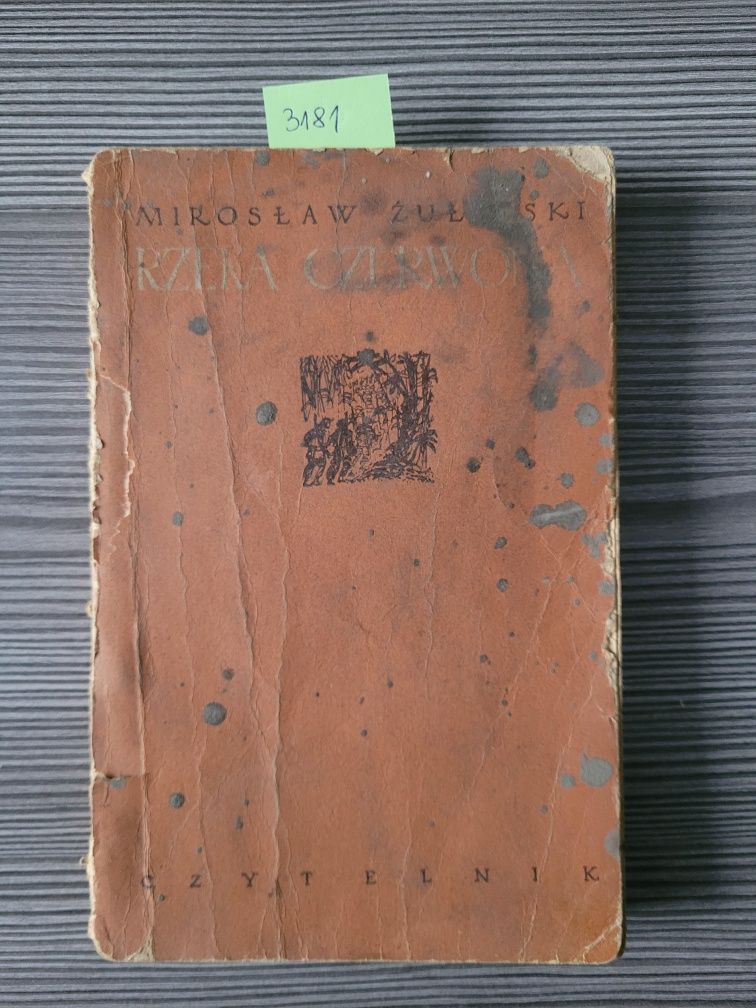 3181
MIROSŁAW ŻUŁAWSKI
RZEKA CZERWONA
CZYTELNIK